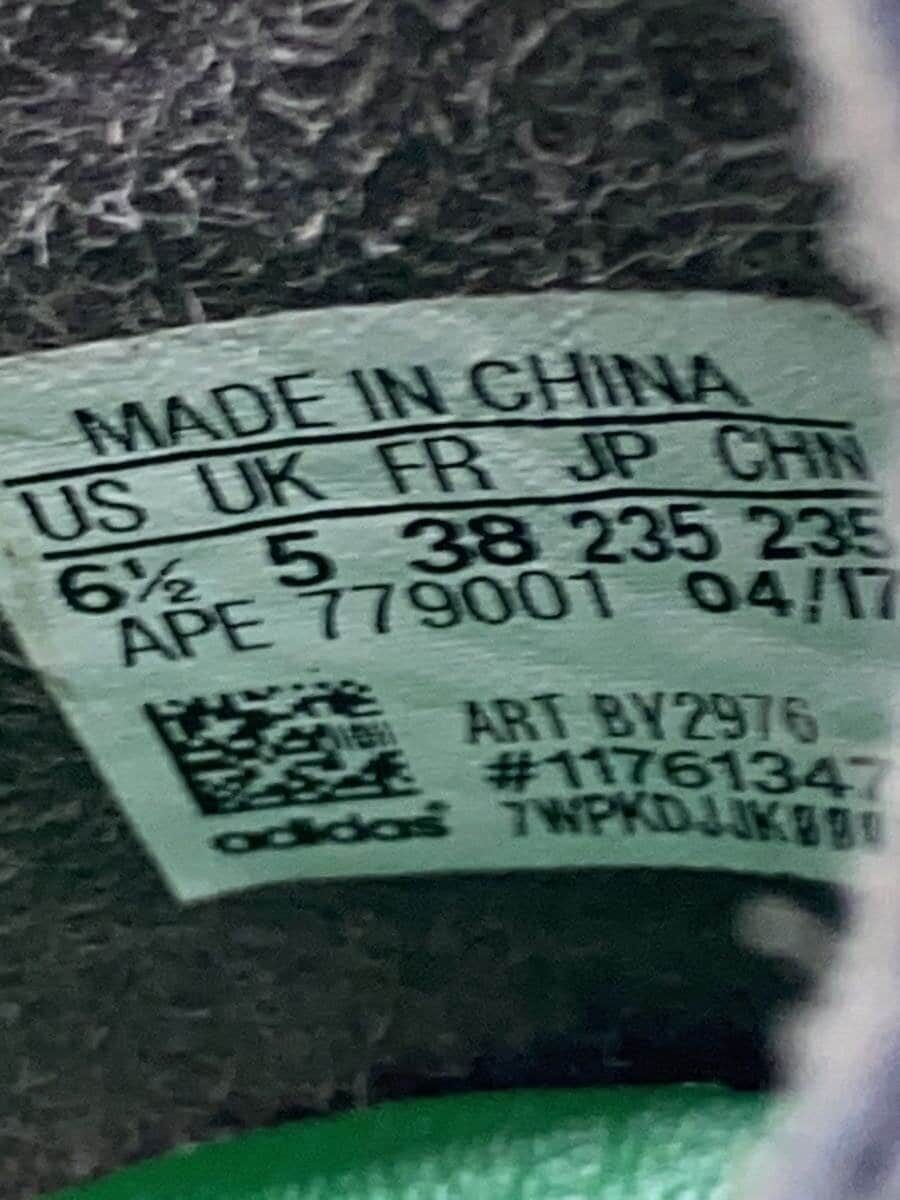 MADE IN CHINA
US UK FR JP CHN
6½ 5 38 235 235
APE 779001 04/17
ART BY2976
#11761347
adidas 7WPKDJJK000